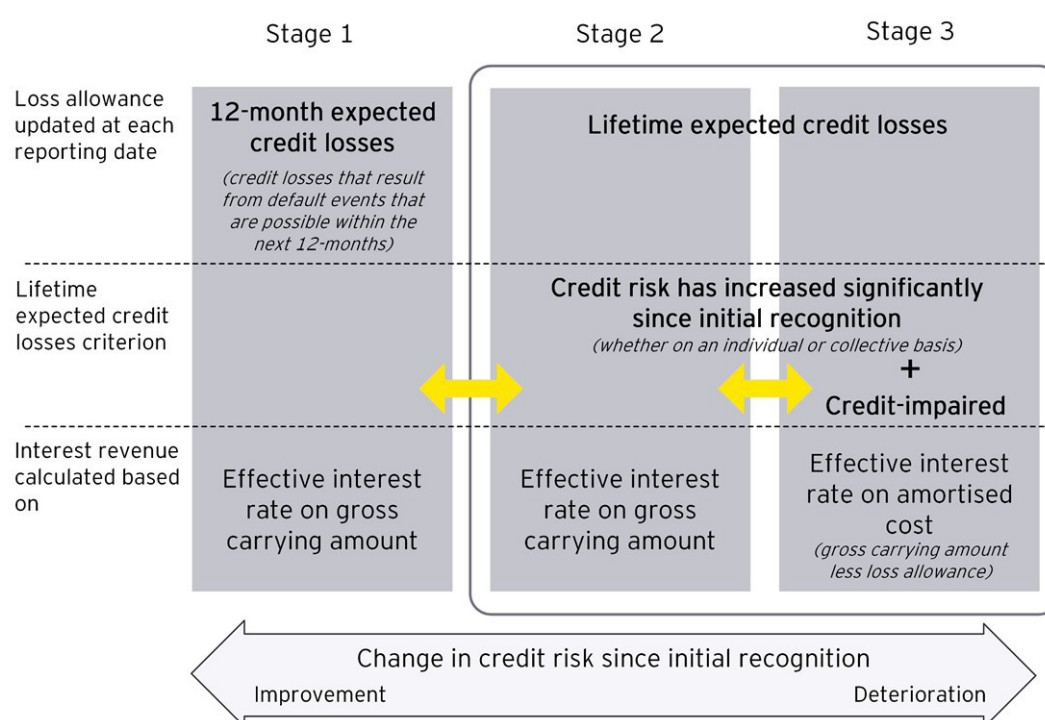 Stage 1
Stage 2
Stage 3
Loss allowance
updated at each
reporting date
12-month expected
credit losses
(credit losses that result
from default events that
are possible within the
next 12-months)
Lifetime expected credit losses
Lifetime
expected credit
losses criterion
Credit risk has increased significantly
since initial recognition
(whether on an individual or collective basis)
+
Credit-impaired
Interest revenue
calculated based
on
Effective interest
rate on gross
carrying amount
Effective interest
rate on gross
carrying amount
Effective interest
rate on amortised
cost
(gross carrying amount
less loss allowance)
Change in credit risk since initial recognition
Improvement
Deterioration